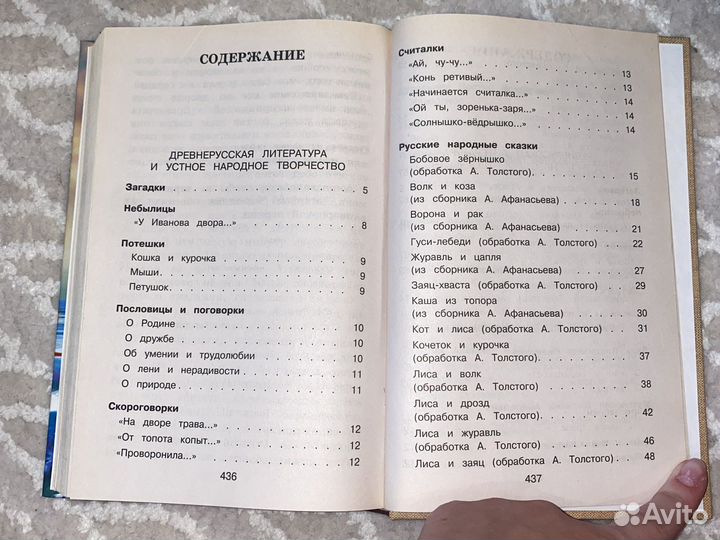 СОДЕРЖАНИЕ
ДРЕВНЕРУССКАЯ ЛИТЕРАТУРА
И УСТНОЕ НАРОДНОЕ ТВОРЧЕСТВО
Загадки . . . . . . . . . . . . . . . . 5
Небылицы
«У Иванова двора...» . . . . . . . . . . . 8
Потешки
Кошка и курочка . . . . . . . . . . . . 9
Мыши . . . . . . . . . . . . . . . . 9
Петушок . . . . . . . . . . . . . . . 9
Пословицы и поговорки
О Родине . . . . . . . . . . . . . . 10
О дружбе . . . . . . . . . . . . . . 10
Об умении и трудолюбии . . . . . . . . . 10
О лени и нерадивости . . . . . . . . . . 11
О природе . . . . . . . . . . . . . . 11
Скороговорки
«На дворе трава...» . . . . . . . . . . . 12
«От топота копыт...» . . . . . . . . . . . 12
«Проворонила...» . . . . . . . . . . . . 12
436
Считалки
«Ай, чу-чу...» . . . . . . . . . . . . . 13
«Конь ретивый...» . . . . . . . . . . . . 13
«Начинается считалка...» . . . . . . . . . 14
«Ой ты, зоренька-заря...» . . . . . . . . . 14
«Солнышко-вёдрышко...» . . . . . . . . . 14
Русские народные сказки
Бобовое зёрнышко
(обработка А. Толстого) . . . . . . . . . 15
Волк и коза
(из сборника А. Афанасьева) . . . . . . . 18
Ворона и рак
(из сборника А. Афанасьева) . . . . . . . 21
Гуси-лебеди (обработка А. Толстого) . . . . 22
Журавль и цапля
(из сборника А. Афанасьева) . . . . . . . 27
Заяц-хваста (обработка А. Толстого) . . . . 29
Каша из топора
(из сборника А. Афанасьева) . . . . . . . 30
Кот и лиса (обработка А. Толстого) . . . . . 31
Кочеток и курочка
(обработка А. Толстого) . . . . . . . . . 37
Лиса и волк
(обработка А. Толстого) . . . . . . . . . 38
Лиса и дрозд
(обработка А. Толстого) . . . . . . . . . 42
Лиса и журавль
(обработка А. Толстого) . . . . . . . . . 46
Лиса и заяц (обработка А. Толстого) . . . . 48
437
Avito